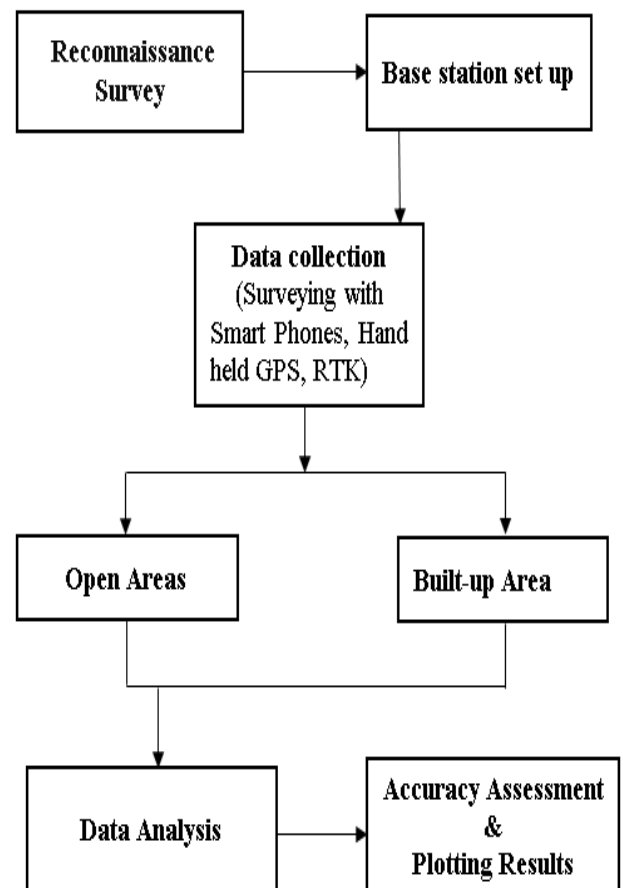 Reconnaissance
Survey
Base station set up
Data collection
(Surveying with
Smart Phones, Hand
held GPS, RTK)
Open Areas
Built-up Area
Data Analysis
Accuracy Assessment
&
Plotting Results